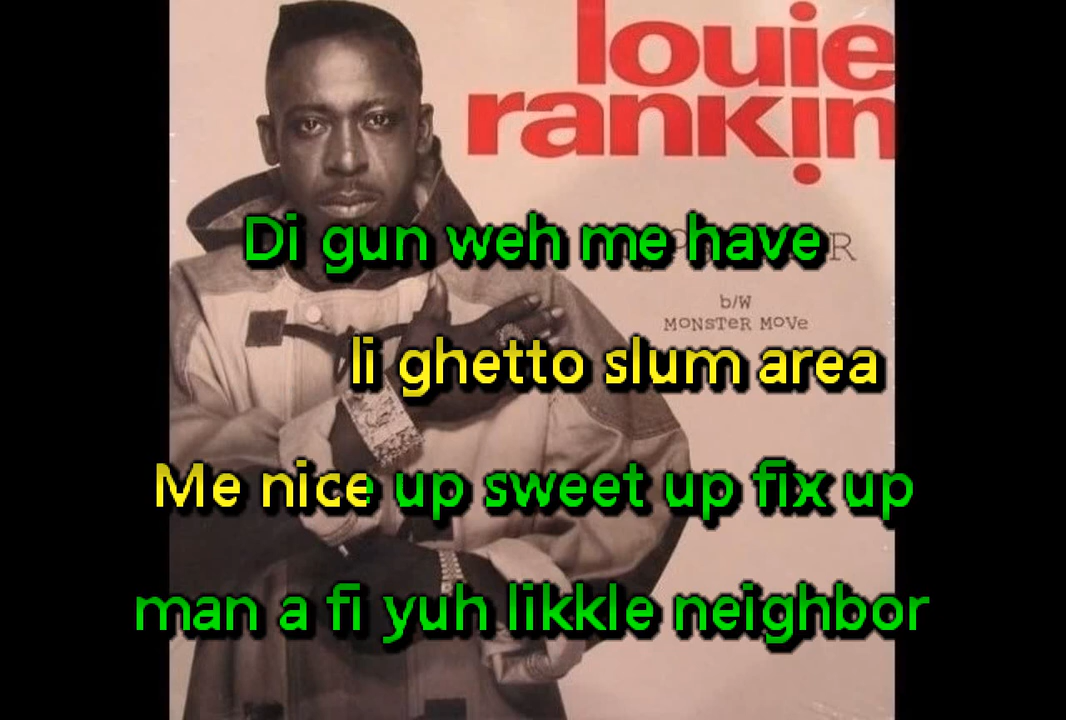 louie
rankin
Di gun weh me have
R
b/w
MONSTER MOVE
li ghetto slum area
Me nice up sweet up fix up
man a fi yuh likkle neighbor